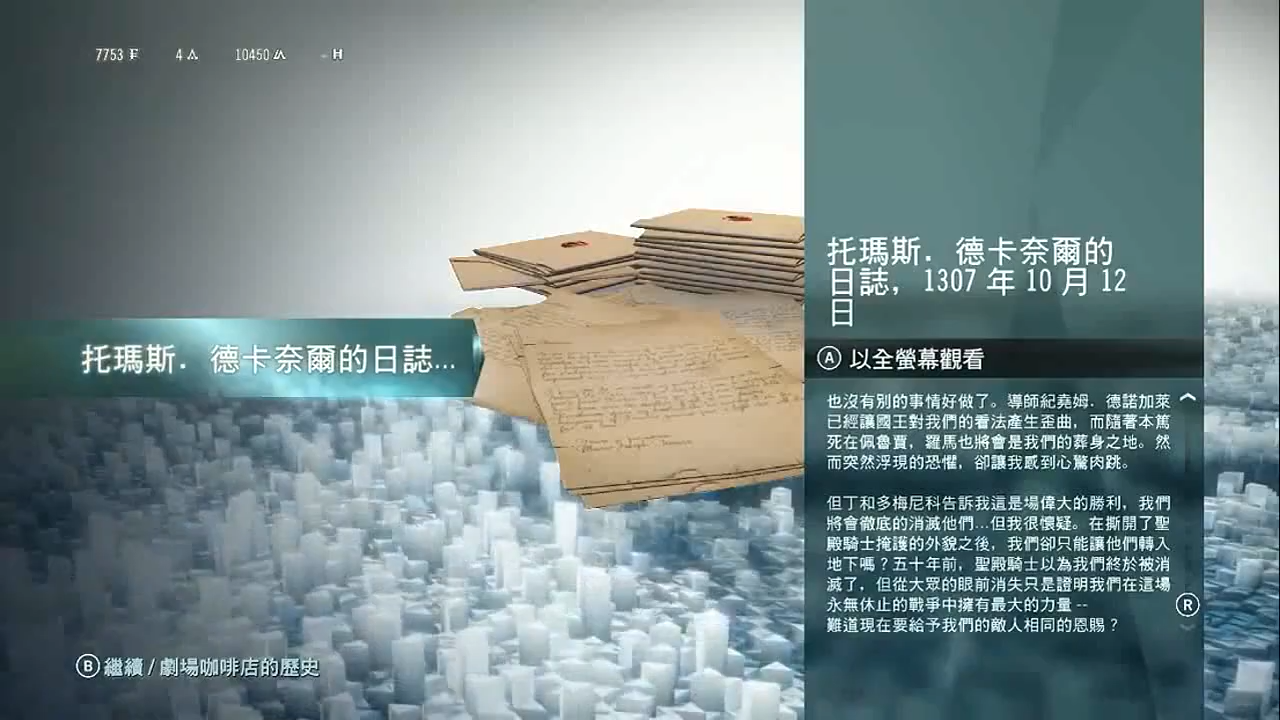 7753
4
10450
- H
托瑪斯．德卡奈爾的日誌...
托瑪斯．德卡奈爾的
日誌，1307 年 10 月 12
日
A 以全螢幕觀看
也沒有別的事情好做了。導師紀堯姆．德諾加萊
已經讓國王對我們的看法產生歪曲，而隨著本篤
死在佩魯賈，羅馬也將會是我們的葬身之地。然
而突然浮現的恐懼，卻讓我感到心驚肉跳。
但丁和多梅尼科告訴我這是場偉大的勝利，我們
將會徹底的消滅他們...但我很懷疑。在撕開了聖
殿騎士掩護的外貌之後，我們卻只能讓他們轉入
地下嗎？五十年前，聖殿騎士以為我們終於被消
滅了，但從大眾的眼前消失只是證明我們在這場
永無休止的戰爭中擁有最大的力量 --
難道現在要給予我們的敵人相同的恩賜？
R
B 繼續 / 劇場咖啡店的歷史